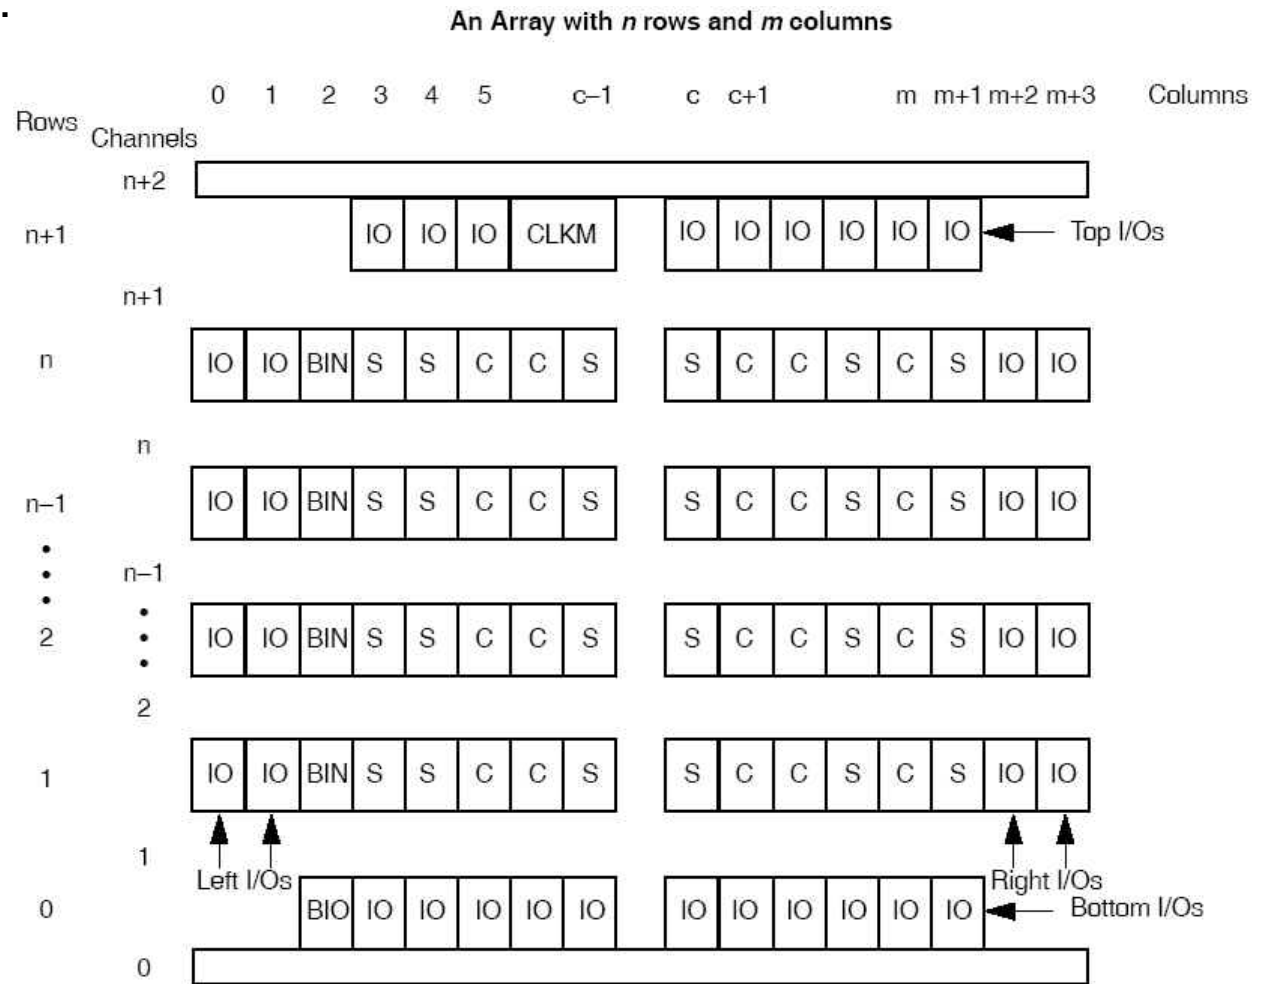 .
An Array with n rows and m columns
0 1 2 3 4 5 c–1 c c+1 m m+1 m+2 m+3 Columns
Rows
Channels
n+2
n+1 IO IO IO CLKM IO IO IO IO IO IO Top I/Os
n+1
n IO IO BIN S S C C S S C C S C S IO IO
n
n–1 IO IO BIN S S C C S S C C S C S IO IO
•
• n–1
• •
2 • IO IO BIN S S C C S S C C S C S IO IO
•
2
1 IO IO BIN S S C C S S C C S C S IO IO
1
Left I/Os Right I/Os
0 BIO IO IO IO IO IO IO IO IO IO IO IO Bottom I/Os
0